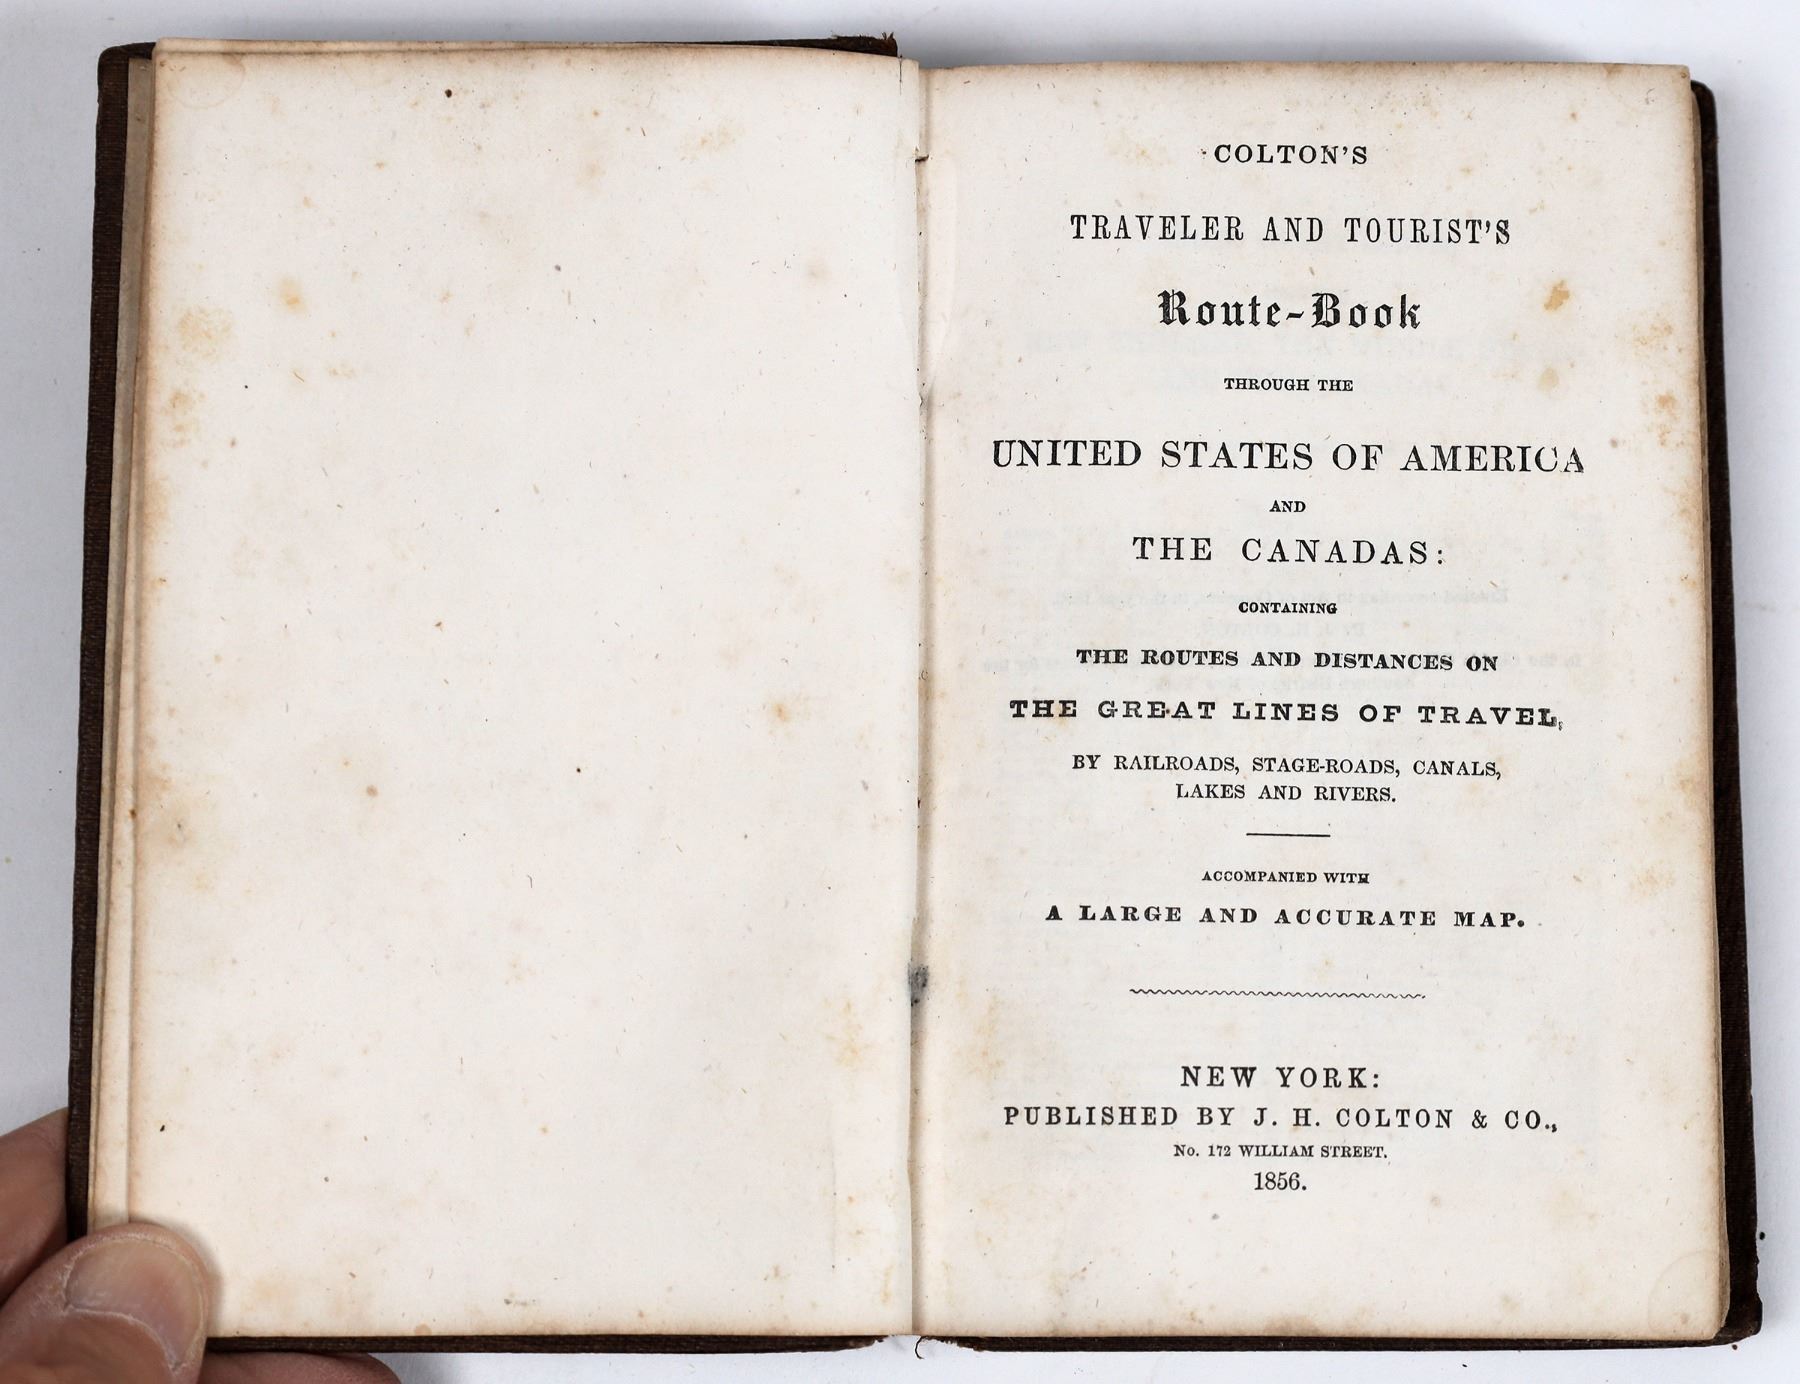 COLTON'S
TRAVELER AND TOURIST'S
Route-Book
THROUGH THE
UNITED STATES OF AMERICA
AND
THE CANADAS:
CONTAINING
THE ROUTES AND DISTANCES ON
THE GREAT LINES OF TRAVEL,
BY RAILROADS, STAGE-ROADS, CANALS,
LAKES AND RIVERS.
ACCOMPANIED WITH
A LARGE AND ACCURATE MAP.
NEW YORK:
PUBLISHED BY J. H. COLTON & CO.,
No. 172 WILLIAM STREET.
1856.